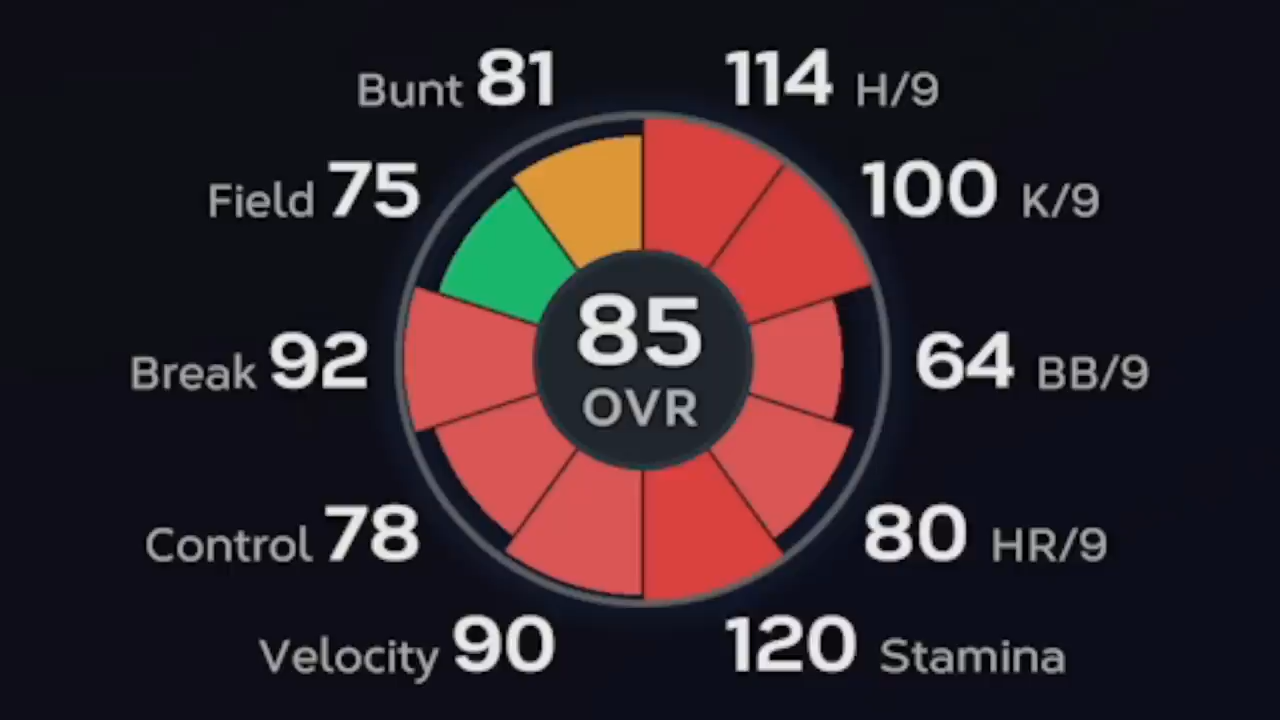 Bunt 81
114 H/9
Field 75
100 K/9
85
OVR
Break 92
64 BB/9
Control 78
80 HR/9
Velocity 90
120 Stamina